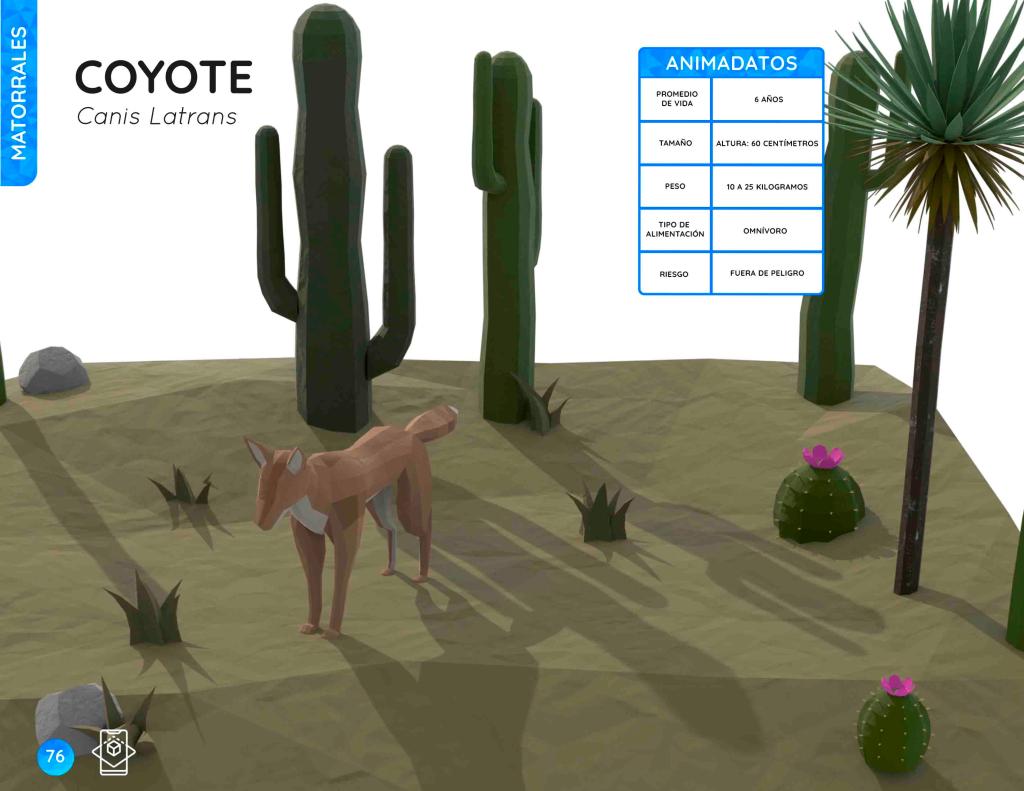 MATORRALES
COYOTE
Canis Latrans
ANIMADATOS
PROMEDIO
DE VIDA
6 AÑOS
TAMAÑO
ALTURA: 60 CENTÍMETROS
PESO
10 A 25 KILOGRAMOS
TIPO DE
ALIMENTACIÓN
OMNÍVORO
RIESGO
FUERA DE PELIGRO
76